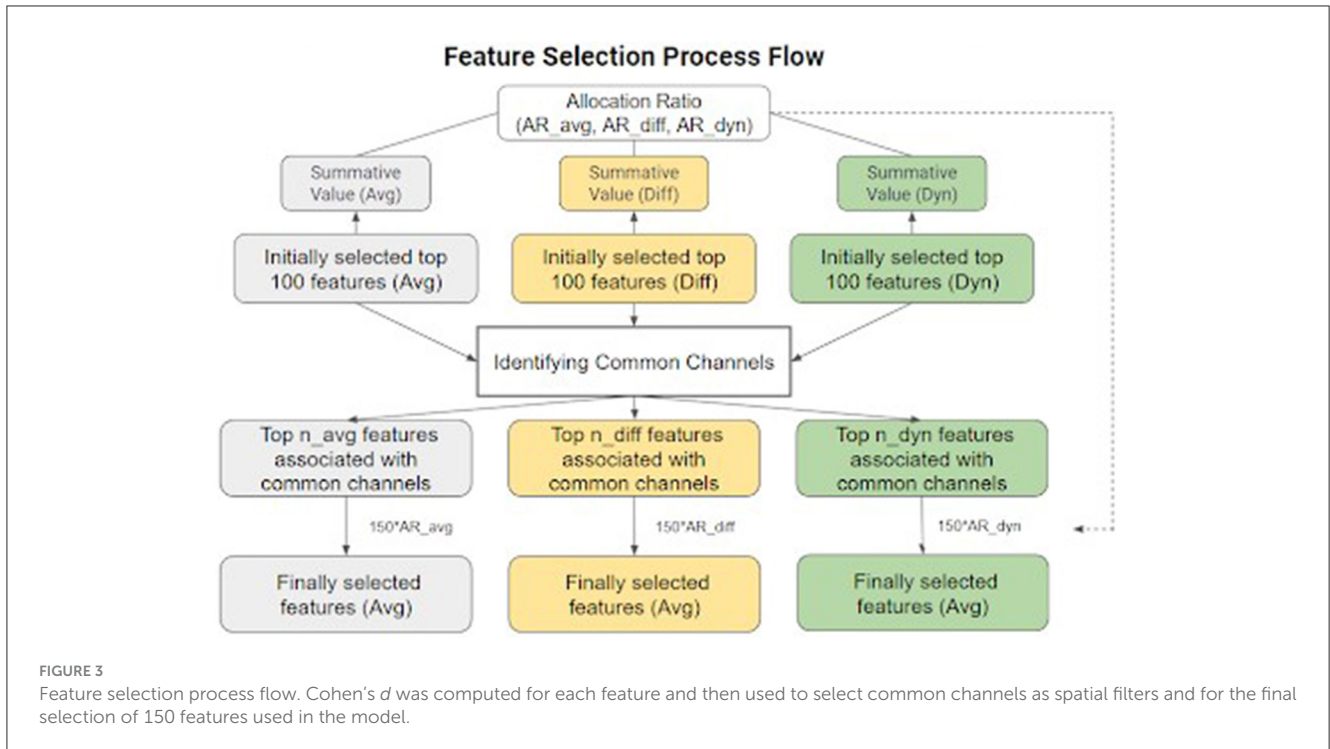 Feature Selection Process Flow
Allocation Ratio
(AR_avg, AR_diff, AR_dyn)
Summative
Value (Avg)
Summative
Value (Diff)
Summative
Value (Dyn)
Initially selected top
100 features (Avg)
Initially selected top
100 features (Diff)
Initially selected top
100 features (Dyn)
Identifying Common Channels
Top n_avg features
associated with
common channels
Top n_diff features
associated with
common channels
Top n_dyn features
associated with
common channels
150*AR_avg
150*AR_diff
150*AR_dyn
Finally selected
features (Avg)
Finally selected
features (Avg)
Finally selected
features (Avg)
FIGURE 3
Feature selection process flow. Cohen's d was computed for each feature and then used to select common channels as spatial filters and for the final
selection of 150 features used in the model.